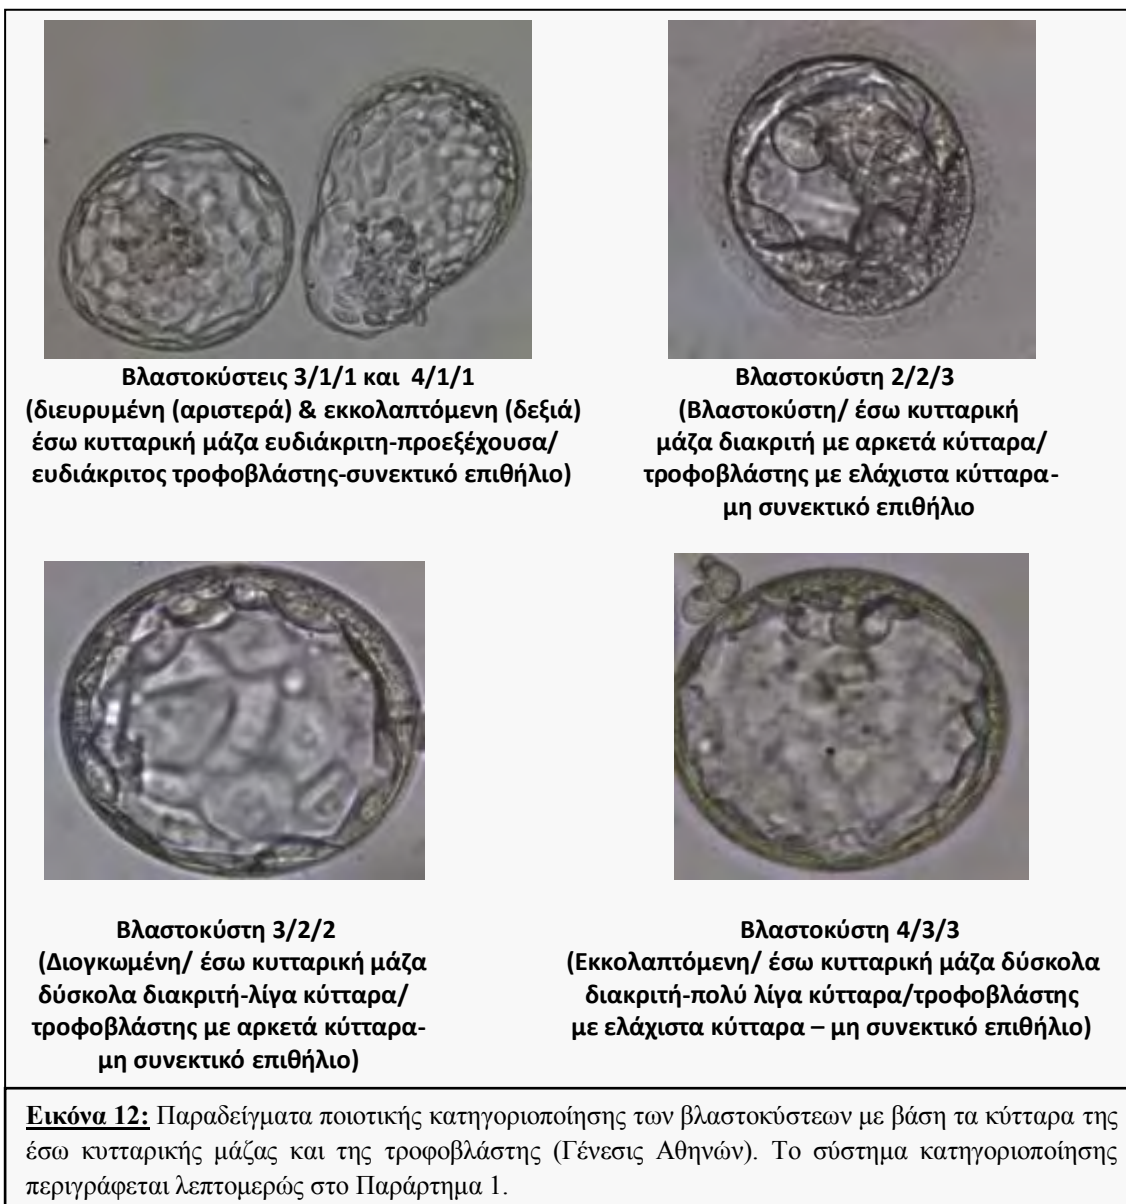 Βλαστοκύστεις 3/1/1 και 4/1/1
(διευρυμένη (αριστερά) & εκκολαπτόμενη (δεξιά)
έσω κυτταρική μάζα ευδιάκριτη-προεξέχουσα/
ευδιάκριτος τροφοβλάστης-συνεκτικό επιθήλιο)
Βλαστοκύστη 2/2/3
(Βλαστοκύστη/ έσω κυτταρική
μάζα διακριτή με αρκετά κύτταρα/
τροφοβλάστης με ελάχιστα κύτταρα-
μη συνεκτικό επιθήλιο
Βλαστοκύστη 3/2/2
(Διογκωμένη/ έσω κυτταρική μάζα
δύσκολα διακριτή-λίγα κύτταρα/
τροφοβλάστης με αρκετά κύτταρα-
μη συνεκτικό επιθήλιο)
Βλαστοκύστη 4/3/3
(Εκκολαπτόμενη/ έσω κυτταρική μάζα δύσκολα
διακριτή-πολύ λίγα κύτταρα/τροφοβλάστης
με ελάχιστα κύτταρα – μη συνεκτικό επιθήλιο)
Εικόνα 12: Παραδείγματα ποιοτικής κατηγοριοποίησης των βλαστοκύστεων με βάση τα κύτταρα της
έσω κυτταρικής μάζας και της τροφοβλάστης (Γένεσις Αθηνών). Το σύστημα κατηγοριοποίησης
περιγράφεται λεπτομερώς στο Παράρτημα 1.